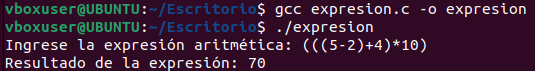 vboxuser@UBUNTU:~/Escritorio$ gcc expresion.c -o expresion
vboxuser@UBUNTU:~/Escritorio$ ./expresion
Ingrese la expresión aritmética: (((5-2)+4)*10)
Resultado de la expresión: 70